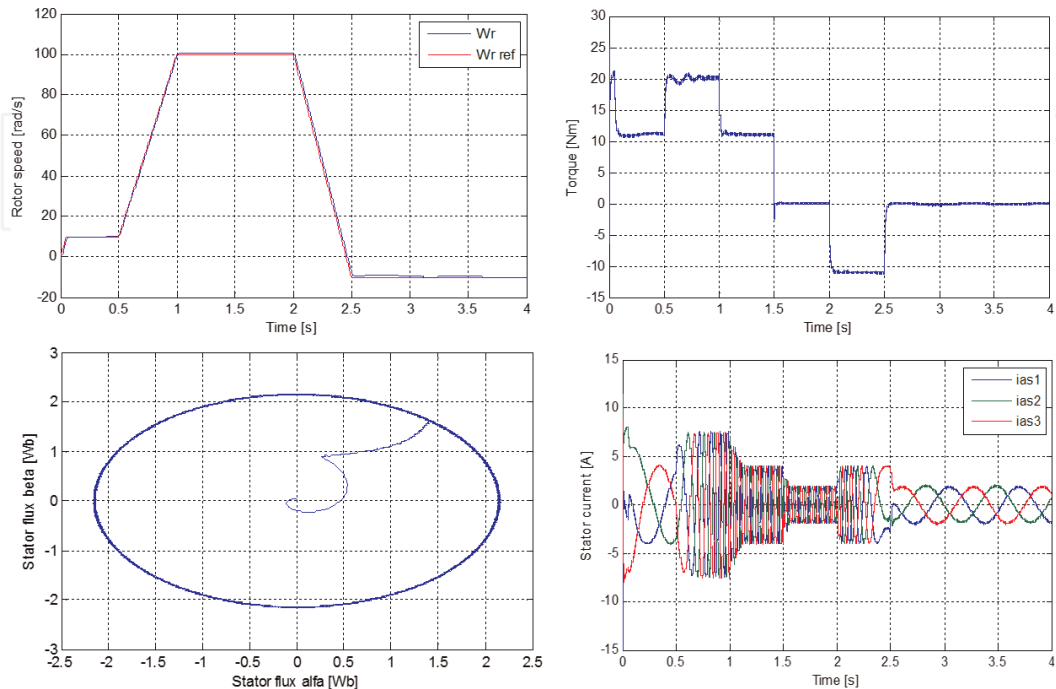 120
100
80
60
40
20
0
-20
Rotor speed [rad/s]
Wr
Wr ref
0 0.5 1 1.5 2 2.5 3 3.5 4
Time [s]
30
25
20
15
10
5
0
-5
-10
-15
Torque [Nm]
0 0.5 1 1.5 2 2.5 3 3.5 4
Time [s]
3
2
1
0
-1
-2
-3
Stator flux beta [Wb]
-2.5 -2 -1.5 -1 -0.5 0 0.5 1 1.5 2 2.5
Stator flux alfa [Wb]
15
10
5
0
-5
-10
-15
Stator current [A]
ias1
ias2
ias3
0 0.5 1 1.5 2 2.5 3 3.5 4
Time [s]